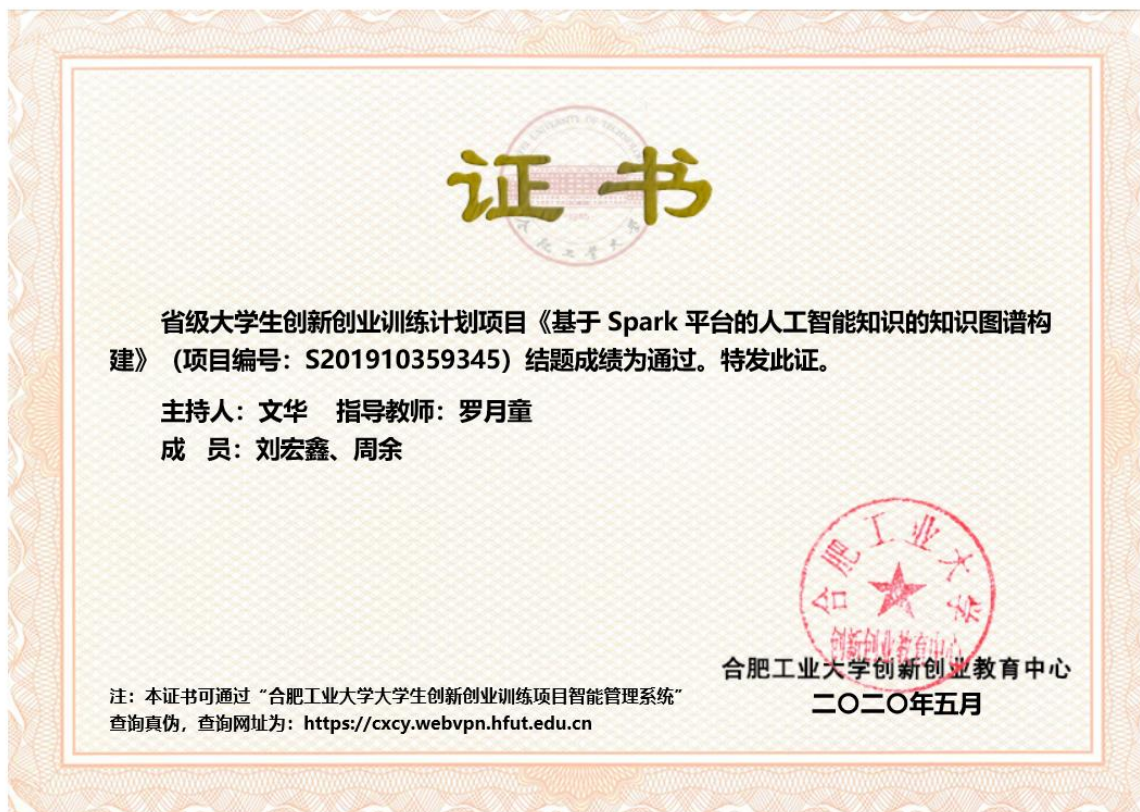 证书
省级大学生创新创业训练计划项目《基于 Spark 平台的人工智能知识的知识图谱构
建》（项目编号：S201910359345）结题成绩为通过。特发此证。
主持人：文华 指导教师：罗月童
成 员：刘宏鑫、周余
合肥工业大学
创新创业教育中心
合肥工业大学创新创业教育中心
二〇二〇年五月
注：本证书可通过“合肥工业大学大学生创新创业训练项目智能管理系统”
查询真伪，查询网址为：https://cxcy.webvpn.hfut.edu.cn